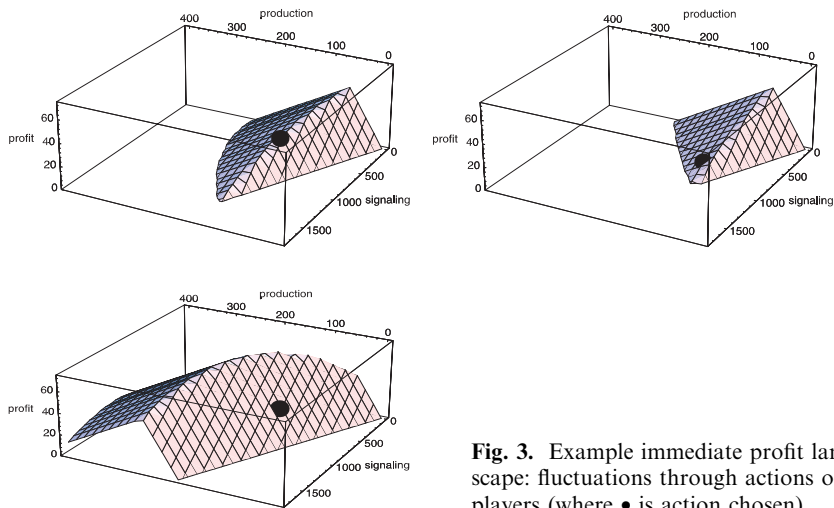 production
400
300
200
100
0
60
profit 40
20
0
0
500
1000 signaling
1500
production
400
300
200
100
0
60
profit 40
20
0
0
500
1000 signaling
1500
production
400
300
200
100
0
60
profit 40
20
0
0
500
1000 signaling
1500
Fig. 3. Example immediate profit lan
scape: fluctuations through actions o
players (where • is action chosen)